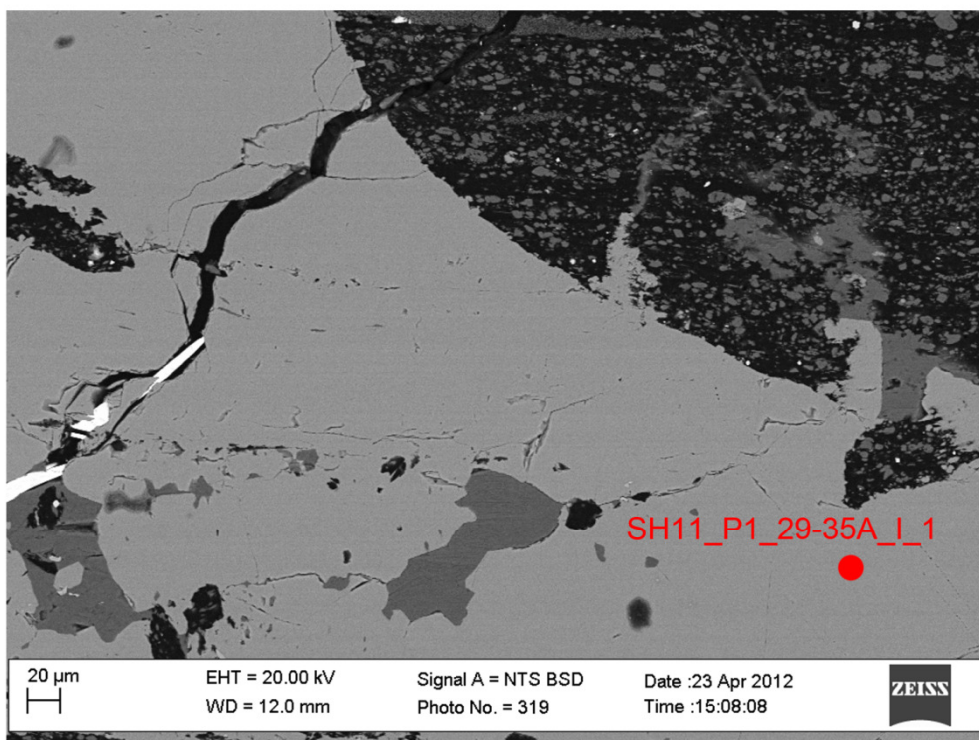 SH11_P1_29-35A_I_1
20 µm
EHT = 20.00 kV
Signal A = NTS BSD
Date :23 Apr 2012
WD = 12.0 mm
Photo No. = 319
Time :15:08:08
ZEISS